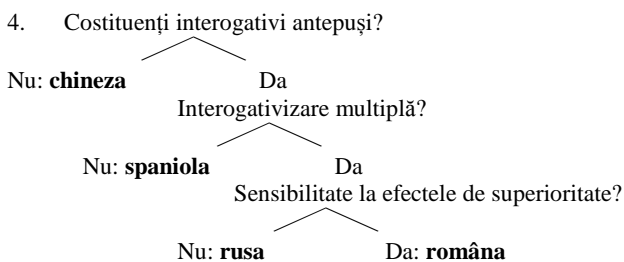 4. Costituenți interogativi antepuși?
Nu: chineza Da
Interogativizare multiplă?
Nu: spaniola Da
Sensibilitate la efectele de superioritate?
Nu: rusa Da: româna